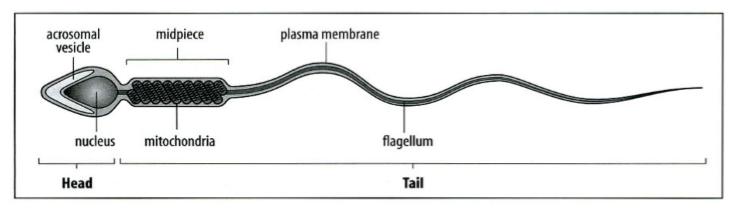 acrosomal
vesicle
midpiece
plasma membrane
nucleus
mitochondria
flagellum
Head
Tail